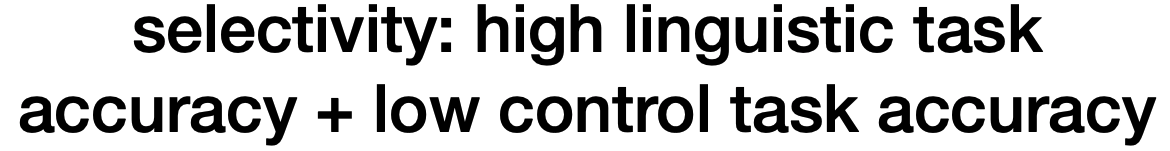 selectivity: high linguistic task
accuracy + low control task accuracy